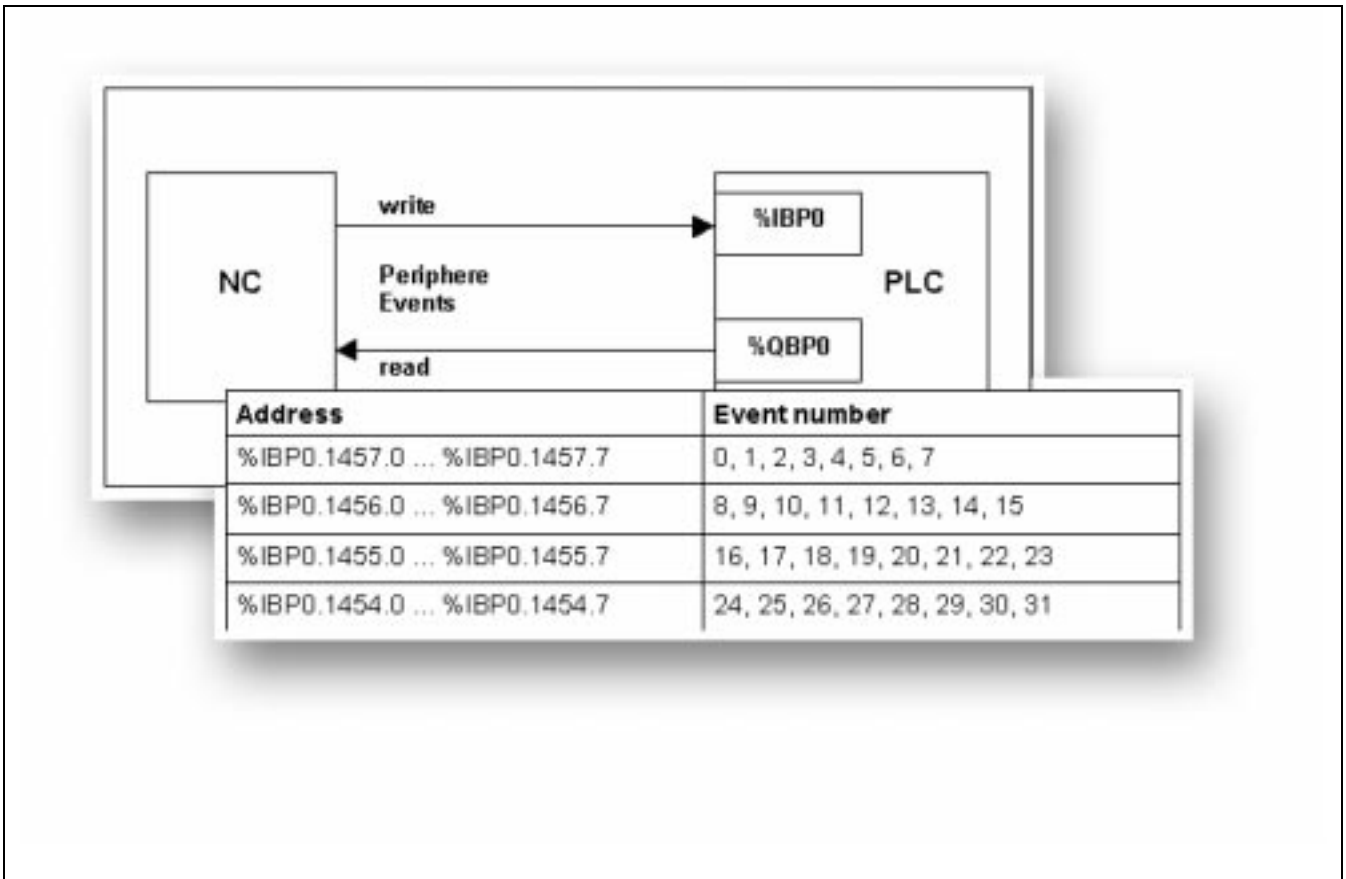 write
%IBP0
NC
Periphere
Events
PLC
%QBP0
read
Address Event number
%IBP0.1457.0 ... %IBP0.1457.7 0, 1, 2, 3, 4, 5, 6, 7
%IBP0.1456.0 ... %IBP0.1456.7 8, 9, 10, 11, 12, 13, 14, 15
%IBP0.1455.0 ... %IBP0.1455.7 16, 17, 18, 19, 20, 21, 22, 23
%IBP0.1454.0 ... %IBP0.1454.7 24, 25, 26, 27, 28, 29, 30, 31